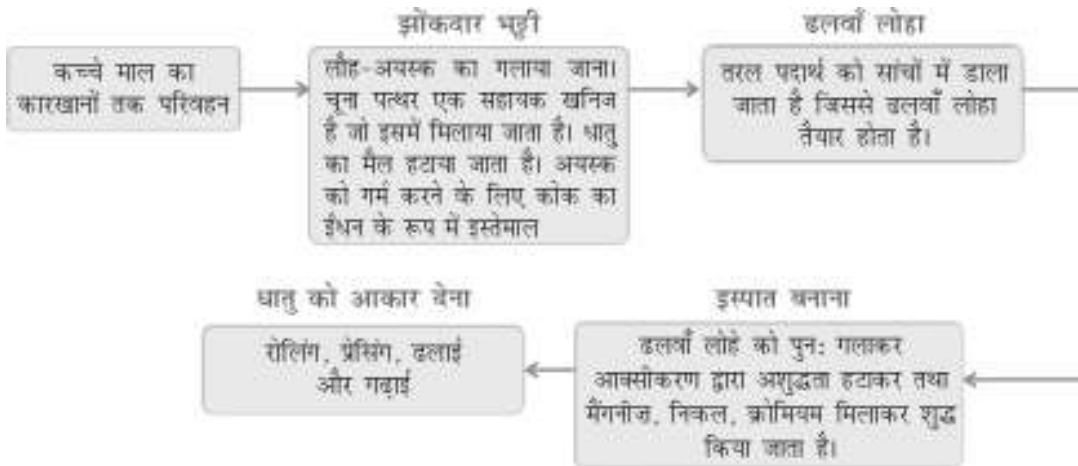 कच्चे माल का
कारखानों तक परिवहन
झोंकवार भट्टी
लौह-अयस्क का गलाया जाना।
चूना पत्थर एक सहायक खनिज
है जो इसमें मिलाया जाता है। धातु
का मैल हटाया जाता है। अयस्क
को गर्म करने के लिए कोक का
ईंधन के रूप में इस्तेमाल
ढलवाँ लोहा
तरल पदार्थ को सांचों में डाला
जाता है जिससे ढलवाँ लोहा
तैयार होता है।
इस्पात बनाना
ढलवाँ लोहे को पुन: गलाकर
आक्सीकरण द्वारा अशुद्धता हटाकर तथा
मैंगनीज़, निकल, क्रोमियम मिलाकर शुद्ध
किया जाता है।
धातु को आकार देना
रोलिंग, प्रेसिंग, ढलाई
और गढ़ाई